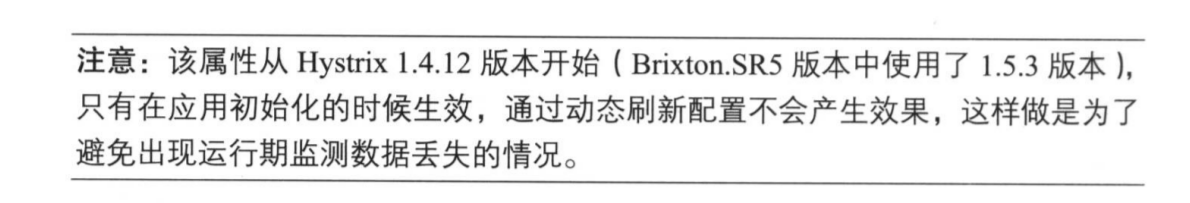 注意：该属性从 Hystrix 1.4.12 版本开始（Brixton.SR5 版本中使用了 1.5.3 版本），
只有在应用初始化的时候生效，通过动态刷新配置不会产生效果，这样做是为了
避免出现运行期监测数据丢失的情况。